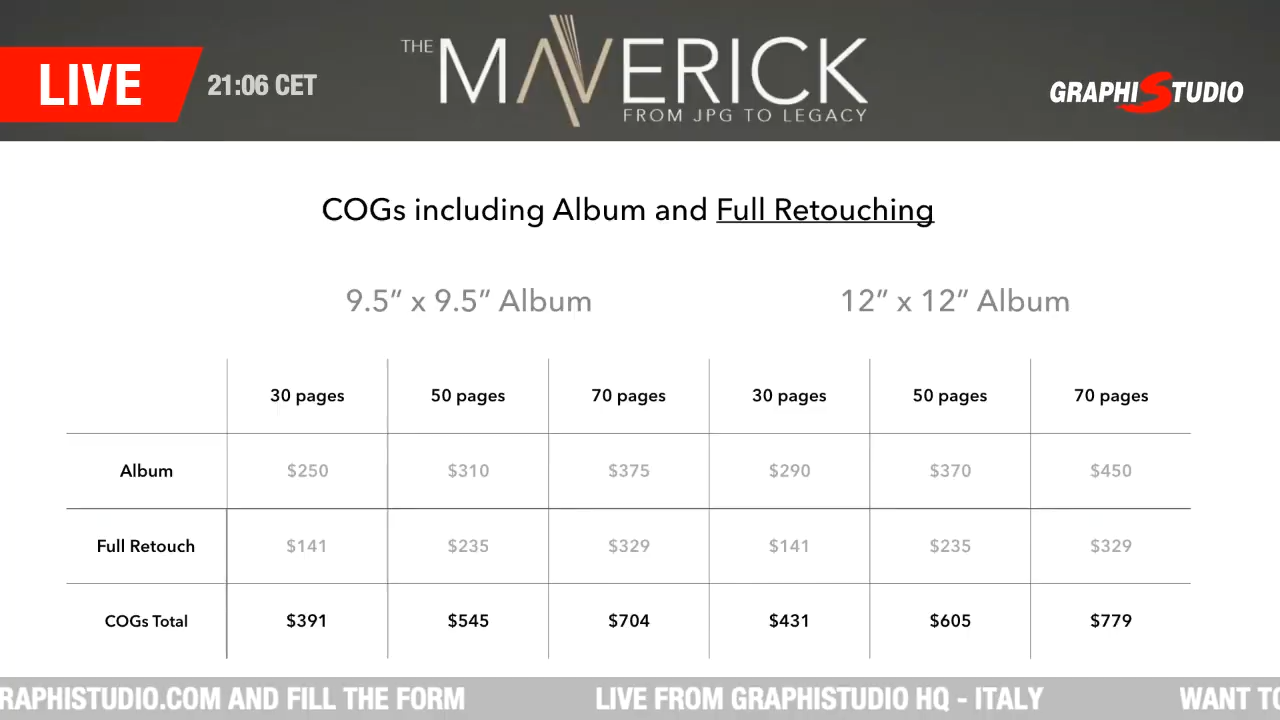 LIVE
21:06 CET
THE MAVERICK
FROM JPG TO LEGACY
GRAPHISTUDIO
COGs including Album and Full Retouching
9.5” x 9.5” Album
12” x 12” Album
30 pages 50 pages 70 pages 30 pages 50 pages 70 pages
Album $250 $310 $375 $290 $370 $450
Full Retouch $141 $235 $329 $141 $235 $329
COGs Total $391 $545 $704 $431 $605 $779
RAPHISTUDIO.COM AND FILL THE FORM LIVE FROM GRAPHISTUDIO HQ - ITALY WANT TO